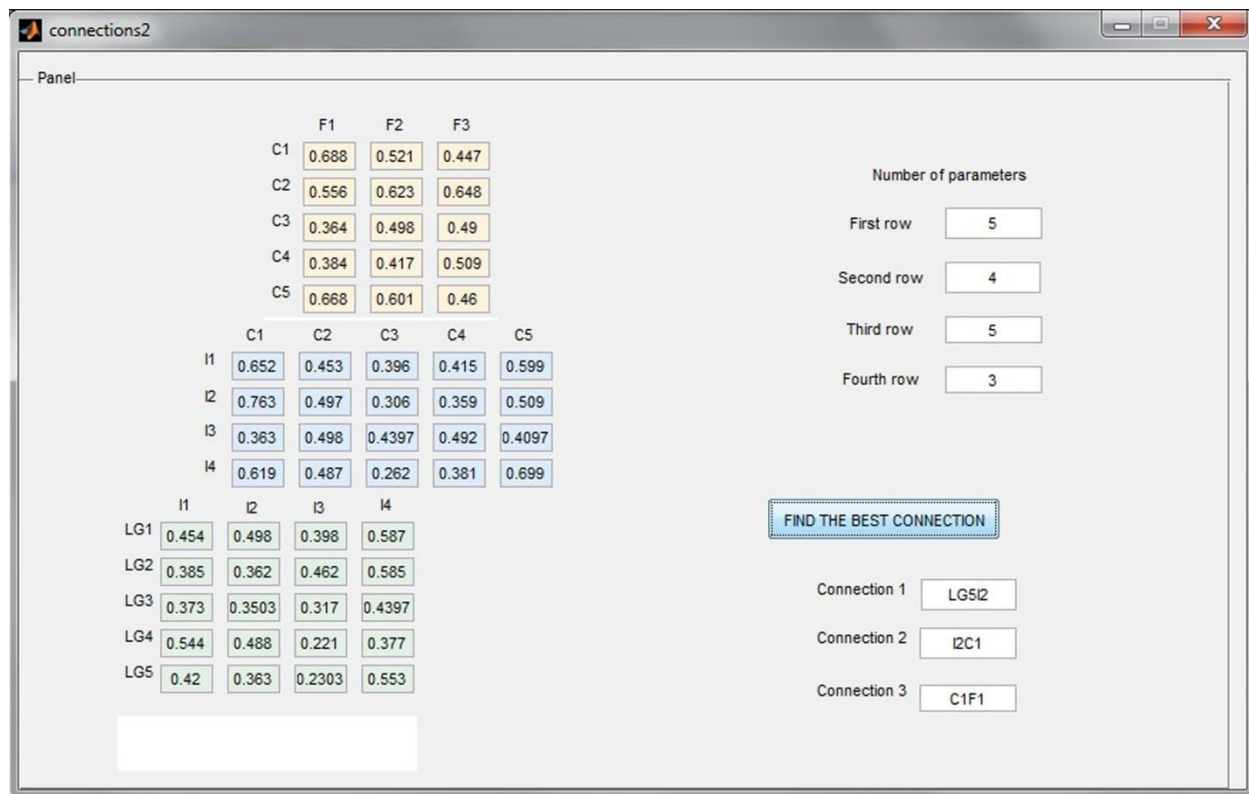 connections2
Panel
F1 F2 F3
C1 0.688 0.521 0.447
C2 0.556 0.623 0.648
C3 0.364 0.498 0.49
C4 0.384 0.417 0.509
C5 0.668 0.601 0.46
C1 C2 C3 C4 C5
I1 0.652 0.453 0.396 0.415 0.599
I2 0.763 0.497 0.306 0.359 0.509
I3 0.363 0.498 0.4397 0.492 0.4097
I4 0.619 0.487 0.262 0.381 0.699
I1 I2 I3 I4
LG1 0.454 0.498 0.398 0.587
LG2 0.385 0.362 0.462 0.585
LG3 0.373 0.3503 0.317 0.4397
LG4 0.544 0.488 0.221 0.377
LG5 0.42 0.363 0.2303 0.553
Number of parameters
First row 5
Second row 4
Third row 5
Fourth row 3
FIND THE BEST CONNECTION
Connection 1 LG5I2
Connection 2 I2C1
Connection 3 C1F1